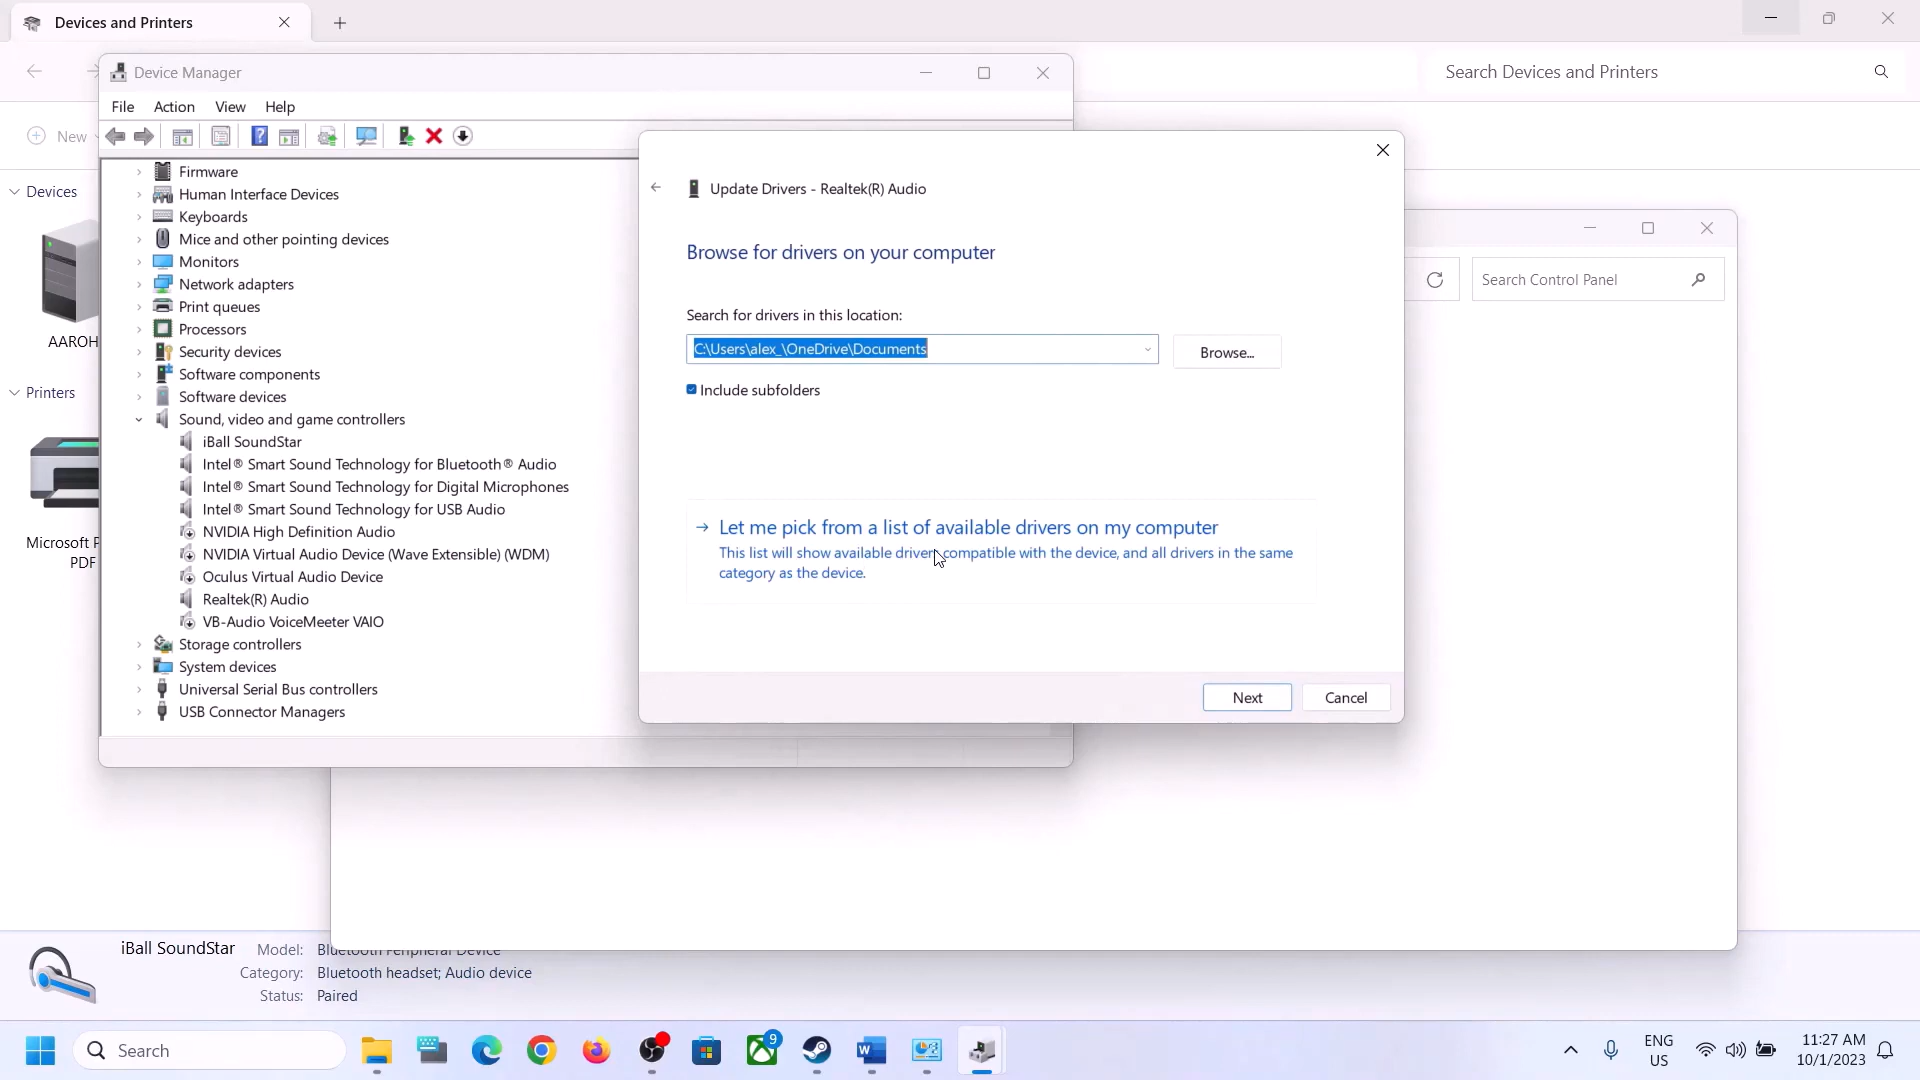 Devices and Printers
Search Devices and Printers
New
Devices
AAROH
Printers
Microsoft P
PDF
Device Manager
File Action View Help
Firmware
Human Interface Devices
Keyboards
Mice and other pointing devices
Monitors
Network adapters
Print queues
Processors
Security devices
Software components
Software devices
Sound, video and game controllers
iBall SoundStar
Intel® Smart Sound Technology for Bluetooth® Audio
Intel® Smart Sound Technology for Digital Microphones
Intel® Smart Sound Technology for USB Audio
NVIDIA High Definition Audio
NVIDIA Virtual Audio Device (Wave Extensible) (WDM)
Oculus Virtual Audio Device
Realtek(R) Audio
VB-Audio VoiceMeeter VAIO
Storage controllers
System devices
Universal Serial Bus controllers
USB Connector Managers
Update Drivers - Realtek(R) Audio
Browse for drivers on your computer
Search for drivers in this location:
C:\Users\alex_\OneDrive\Documents
Browse...
Include subfolders
Let me pick from a list of available drivers on my computer
This list will show available drivers compatible with the device, and all drivers in the same
category as the device.
Next
Cancel
Search Control Panel
iBall SoundStar
Model: Bluetooth Peripheral Device
Category: Bluetooth headset; Audio device
Status: Paired
Search
9
ENG
US
11:27 AM
10/1/2023